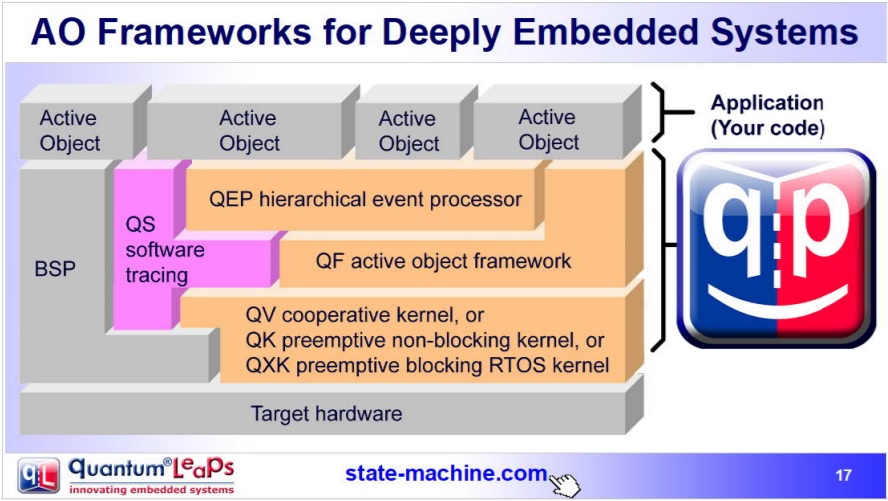 AO Frameworks for Deeply Embedded Systems
Active
Object
Active
Object
Active
Object
Active
Object
Application
(Your code)
QEP hierarchical event processor
QS
software
tracing
BSP
QF active object framework
QV cooperative kernel, or
QK preemptive non-blocking kernel, or
QXK preemptive blocking RTOS kernel
Target hardware
qp
qL
Quantum®LeaPs
innovating embedded systems
state-machine.com
17